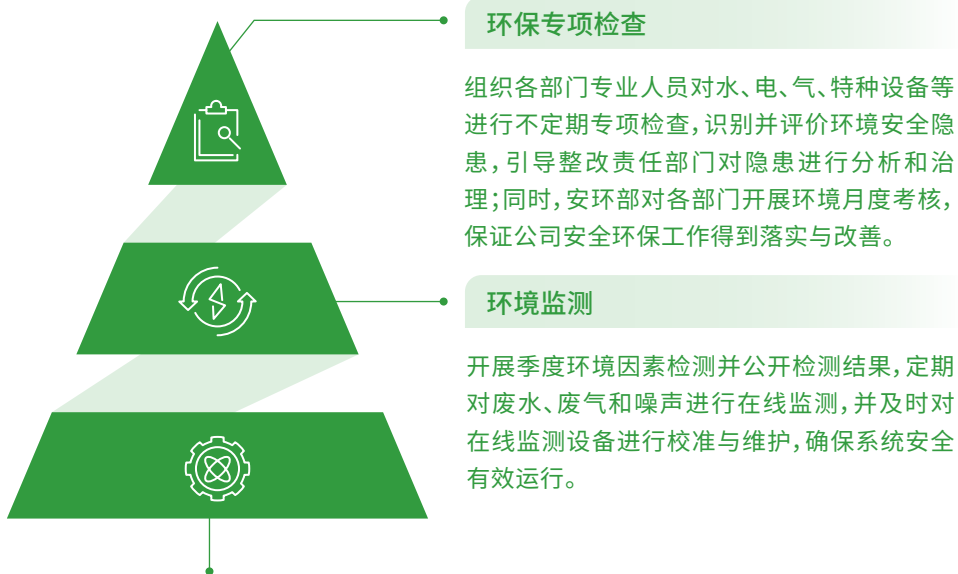 环保专项检查
组织各部门专业人员对水、电、气、特种设备等
进行不定期专项检查，识别并评价环境安全隐
患，引导整改责任部门对隐患进行分析和治
理；同时，安环部对各部门开展环境月度考核，
保证公司安全环保工作得到落实与改善。
环境监测
开展季度环境因素检测并公开检测结果，定期
对废水、废气和噪声进行在线监测，并及时对
在线监测设备进行校准与维护，确保系统安全
有效运行。